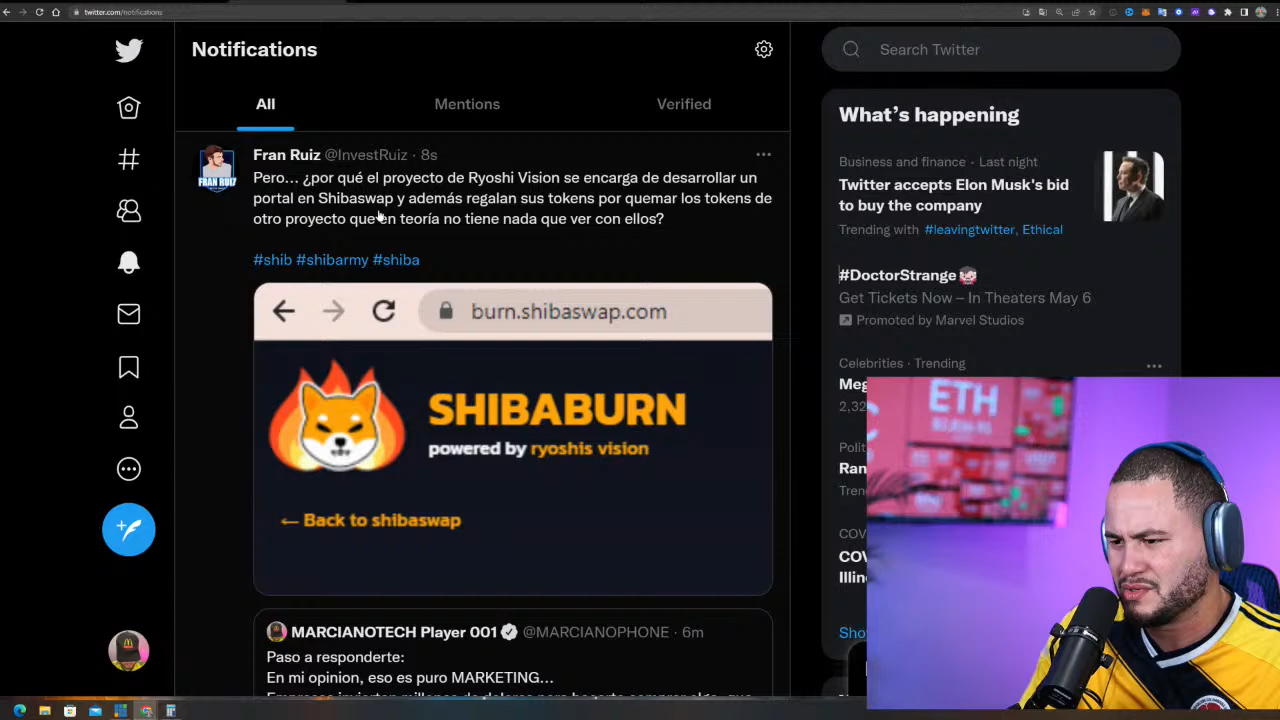 twitter.com/notifications
Notifications
Search Twitter
All
Mentions
Verified
What's happening
Business and finance · Last night
Twitter accepts Elon Musk's bid
to buy the company
Trending with #leavingtwitter, Ethical
#DoctorStrange
Get Tickets Now – In Theaters May 6
Promoted by Marvel Studios
Celebrities · Trending
Fran Ruiz @InvestRuiz · 8s
Pero... ¿por qué el proyecto de Ryoshi Vision se encarga de desarrollar un
portal en Shibaswap y además regalan sus tokens por quemar los tokens de
otro proyecto que en teoría no tiene nada que ver con ellos?
#shib #shibarmy #shiba
FRAN RUIZ
burn.shibaswap.com
SHIBABURN
powered by ryoshis vision
← Back to shibaswap
MARCIANOTECH Player 001 @MARCIANOPHONE · 6m
Paso a responderte:
En mi opinion, eso es puro MARKETING...
ETH